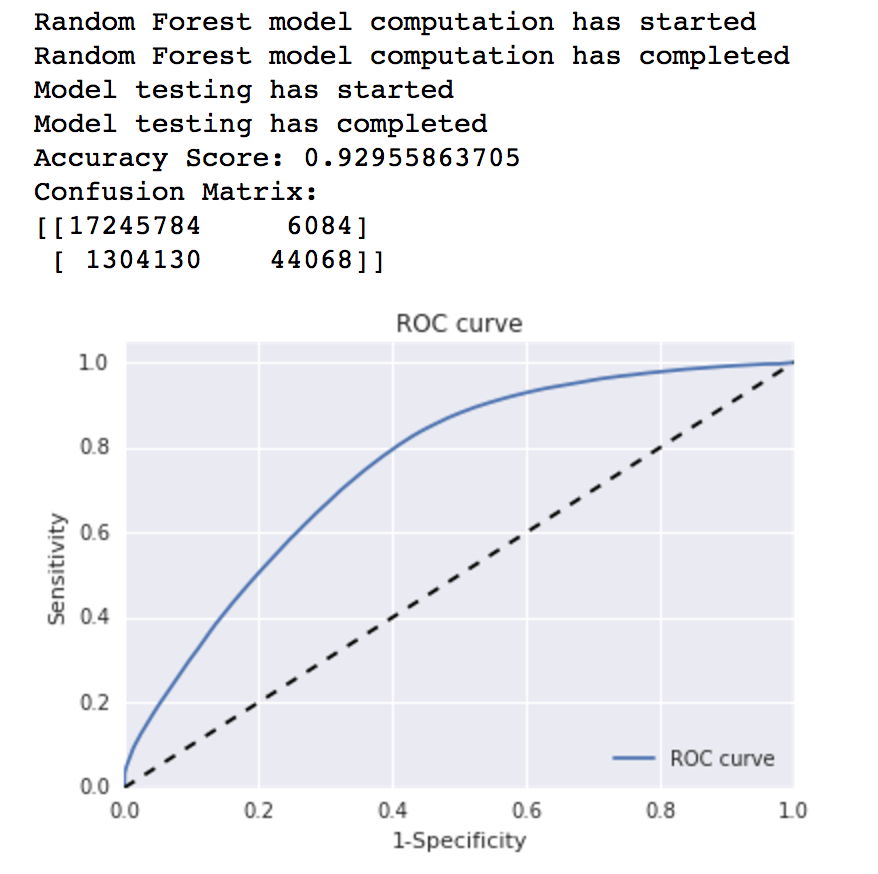 Random Forest model computation has started
Random Forest model computation has completed
Model testing has started
Model testing has completed
Accuracy Score: 0.92955863705
Confusion Matrix:
[[17245784     6084]
 [ 1304130    44068]]
ROC curve
1.0
0.8
0.6
0.4
0.2
0.0
Sensitivity
ROC curve
0.0 0.2 0.4 0.6 0.8 1.0
1-Specificity